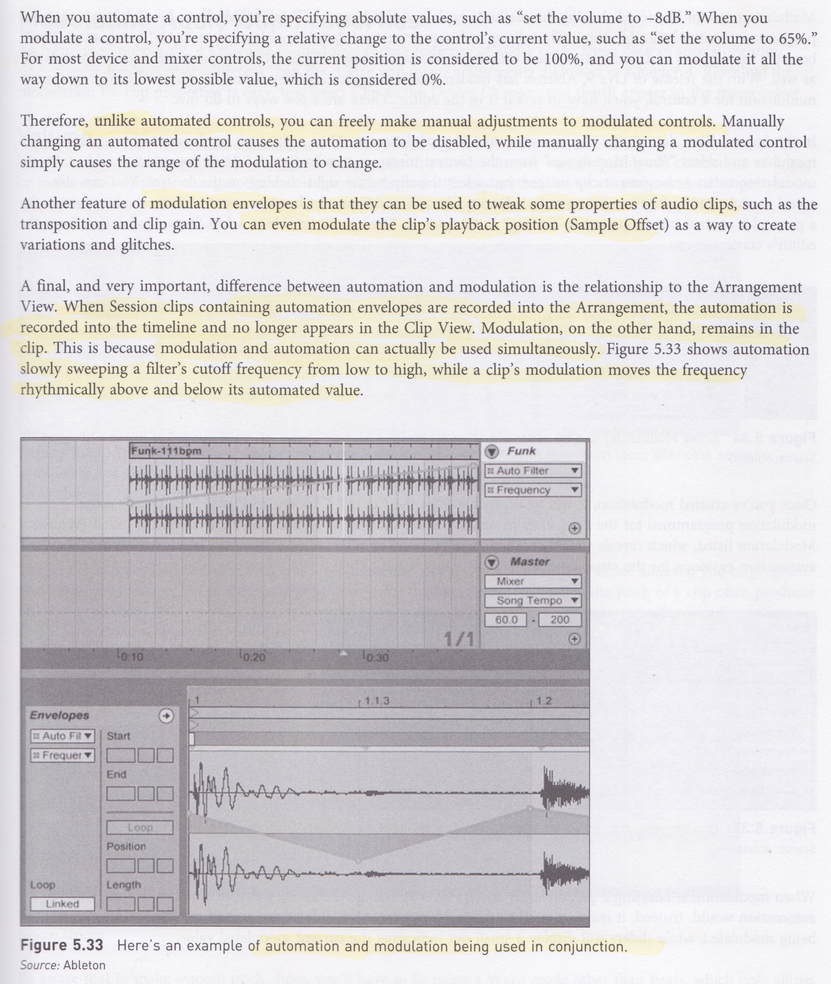 When you automate a control, you're specifying absolute values, such as “set the volume to –8dB.” When you
modulate a control, you're specifying a relative change to the control's current value, such as “set the volume to 65%.”
For most device and mixer controls, the current position is considered to be 100%, and you can modulate it all the
way down to its lowest possible value, which is considered 0%.
Therefore, unlike automated controls, you can freely make manual adjustments to modulated controls. Manually
changing an automated control causes the automation to be disabled, while manually changing a modulated control
simply causes the range of the modulation to change.
Another feature of modulation envelopes is that they can be used to tweak some properties of audio clips, such as the
transposition and clip gain. You can even modulate the clip's playback position (Sample Offset) as a way to create
variations and glitches.
A final, and very important, difference between automation and modulation is the relationship to the Arrangement
View. When Session clips containing automation envelopes are recorded into the Arrangement, the automation is
recorded into the timeline and no longer appears in the Clip View. Modulation, on the other hand, remains in the
clip. This is because modulation and automation can actually be used simultaneously. Figure 5.33 shows automation
slowly sweeping a filter's cutoff frequency from low to high, while a clip's modulation moves the frequency
rhythmically above and below its automated value.
Funk-111bpm
Funk
Auto Filter
Frequency
Master
Mixer
Song Tempo
60.0 - 200
1/1
0:10 0:20 0:30
1 1.1.3 1.2
Envelopes
Auto Fil
Frequer
Start
End
Loop
Position
Loop
Length
Linked
Figure 5.33 Here's an example of automation and modulation being used in conjunction.
Source: Ableton